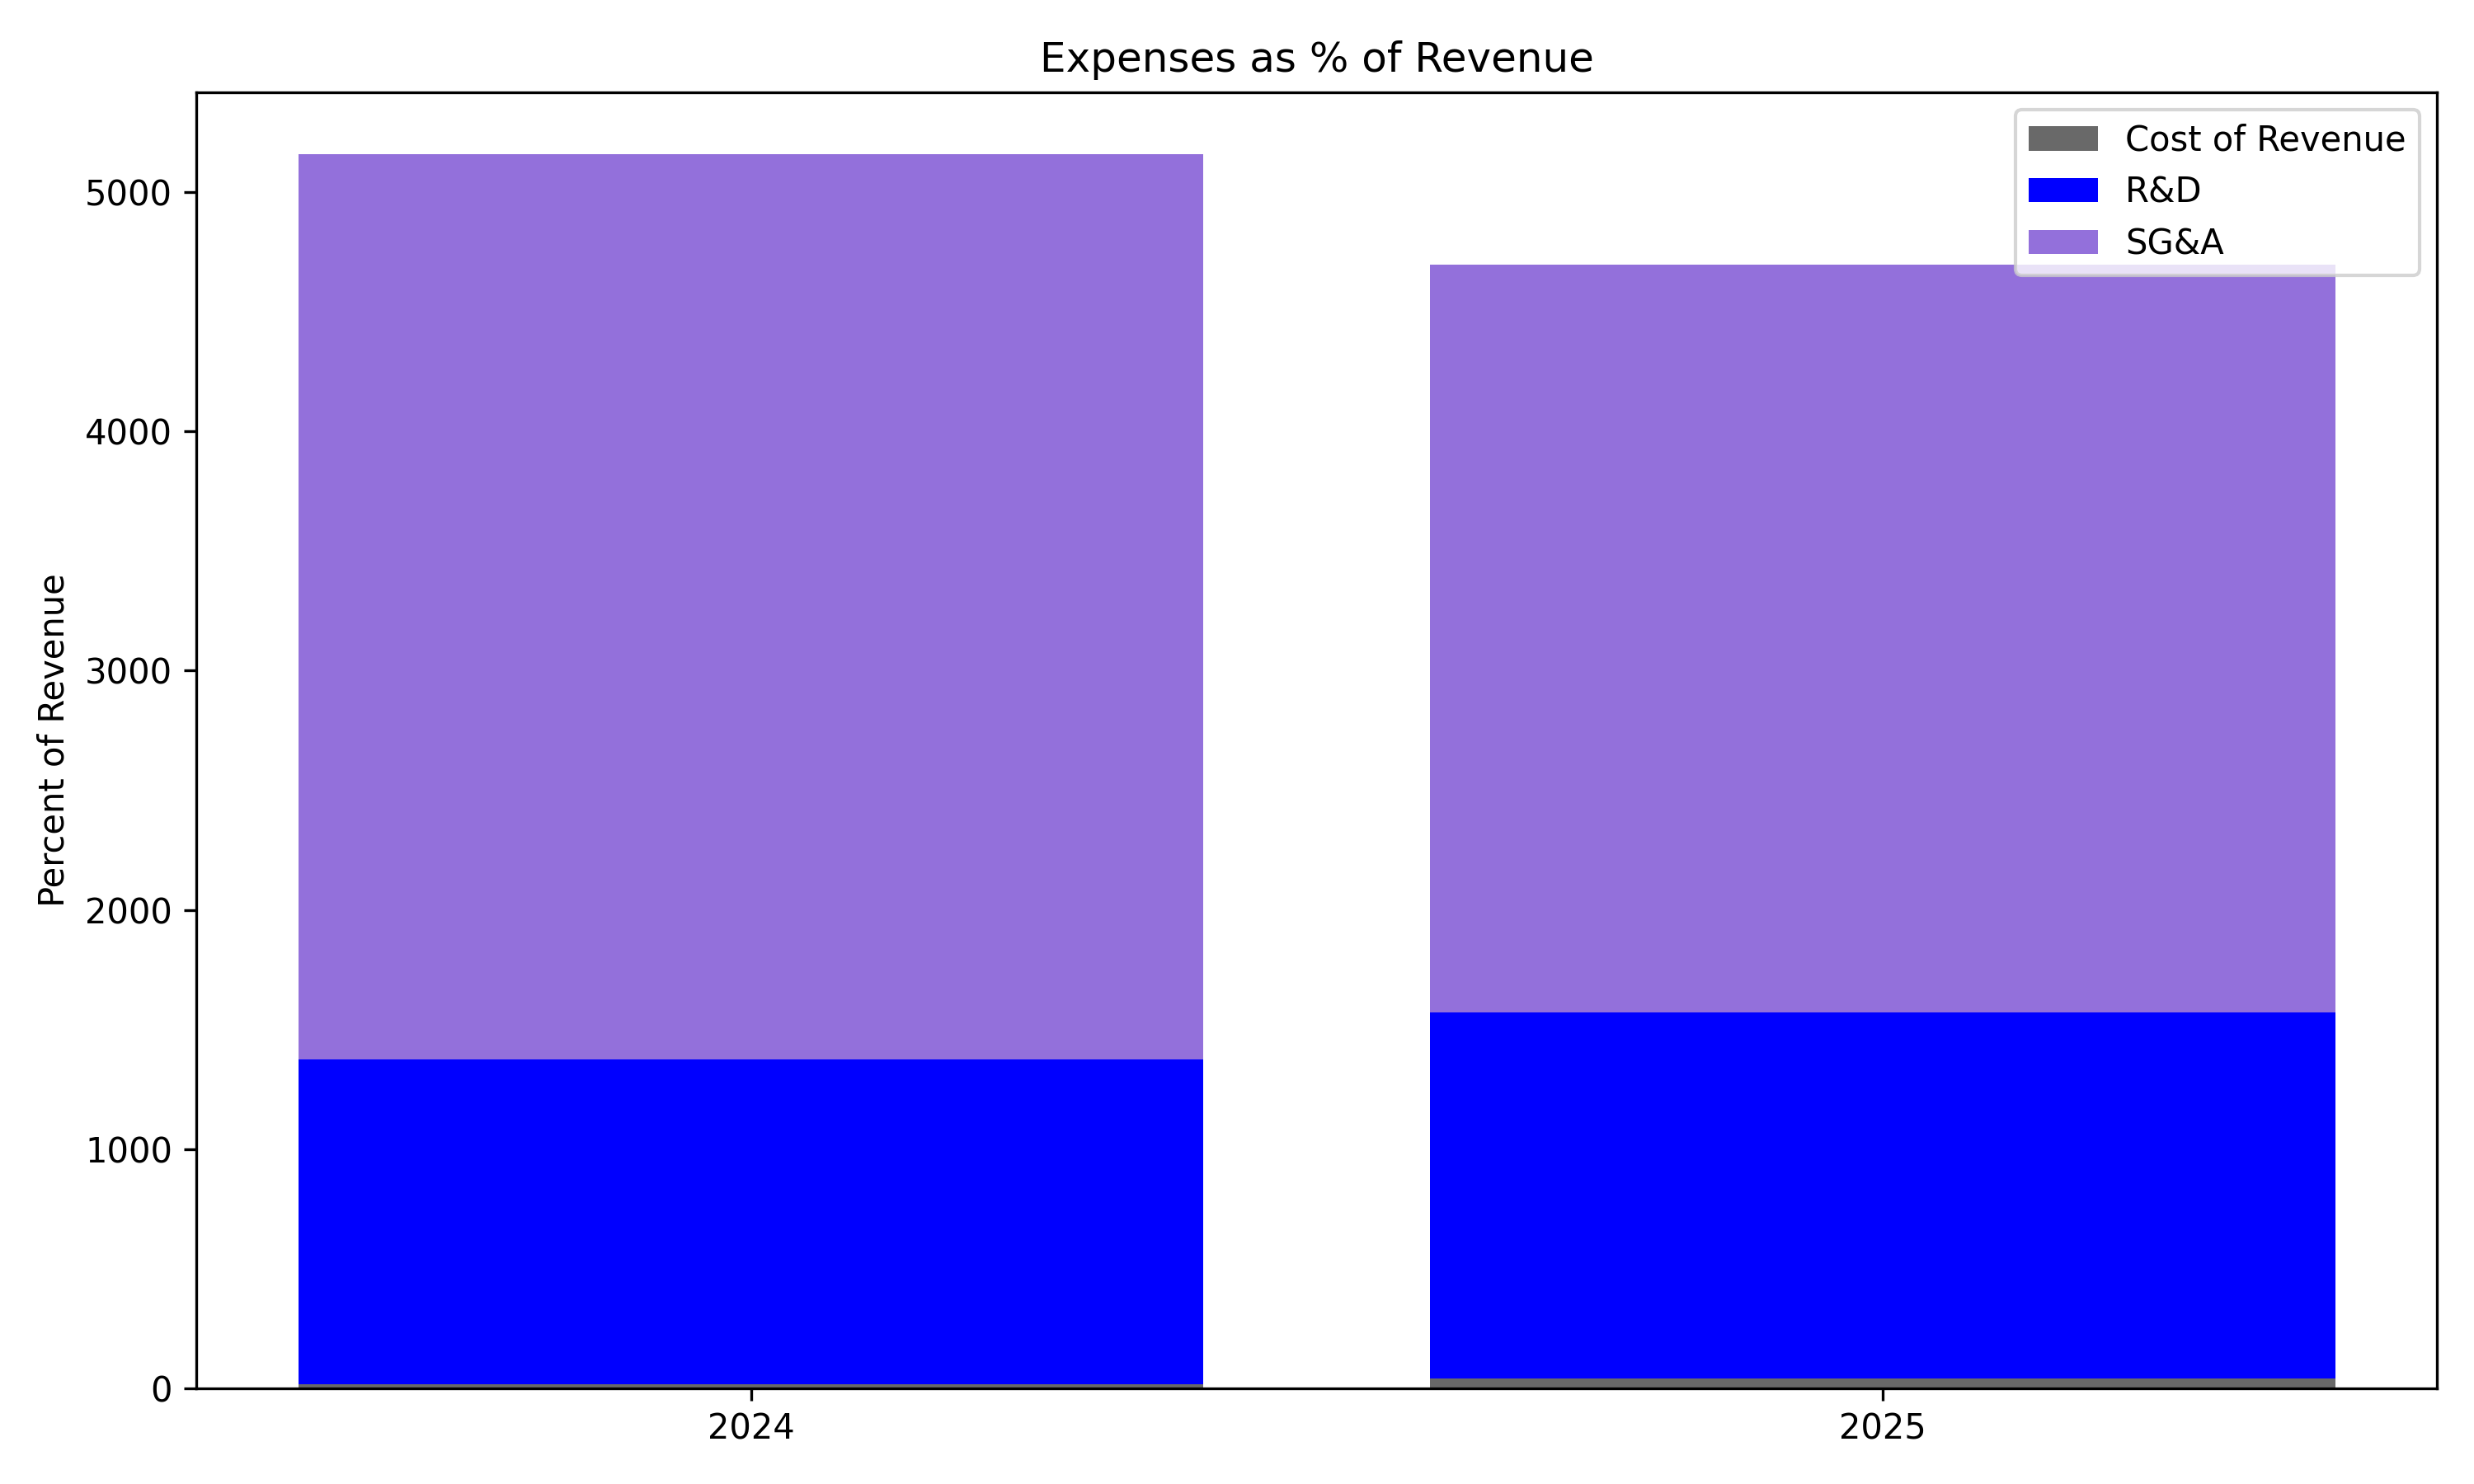 Expenses as % of Revenue
Cost of Revenue
R&D
SG&A
Percent of Revenue
5000
4000
3000
2000
1000
0
2024
2025